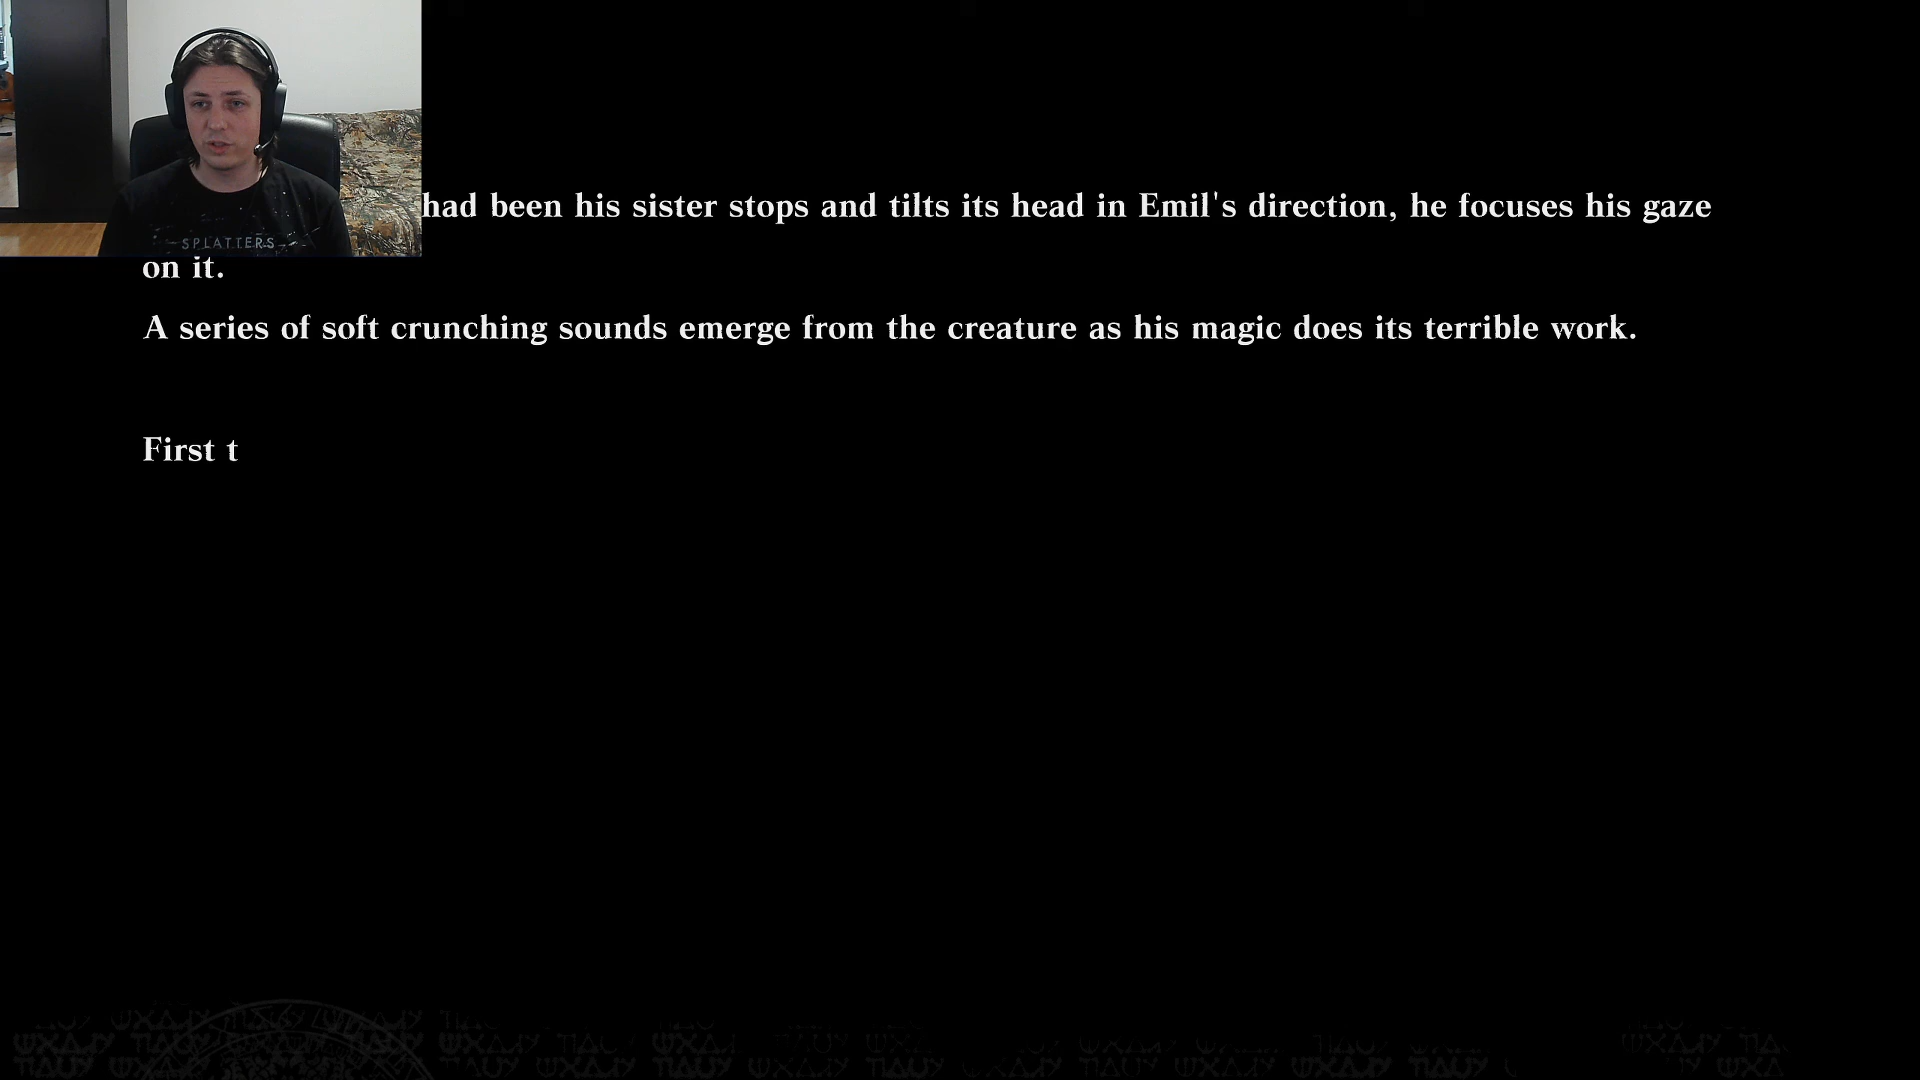 SPLATTERS
had been his sister stops and tilts its head in Emil's direction, he focuses his gaze
on it.
A series of soft crunching sounds emerge from the creature as his magic does its terrible work.
First t